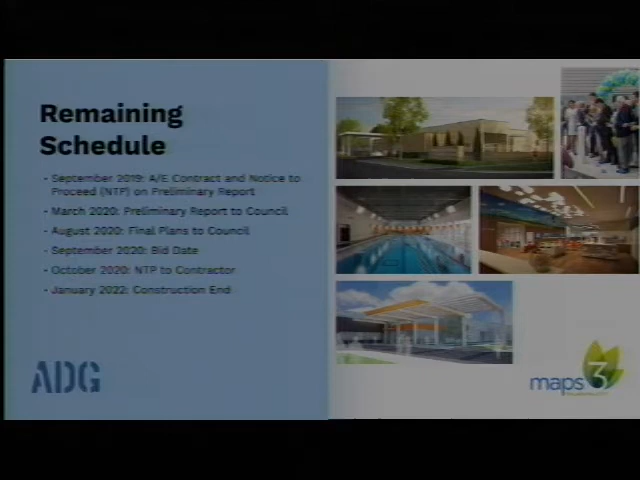 Remaining
Schedule
- September 2019: A/E Contract and Notice to
Proceed (NTP) on Preliminary Report
- March 2020: Preliminary Report to Council
- August 2020: Final Plans to Council
- September 2020: Bid Date
- October 2020: NTP to Contractor
- January 2022: Construction End
ADG
maps 3